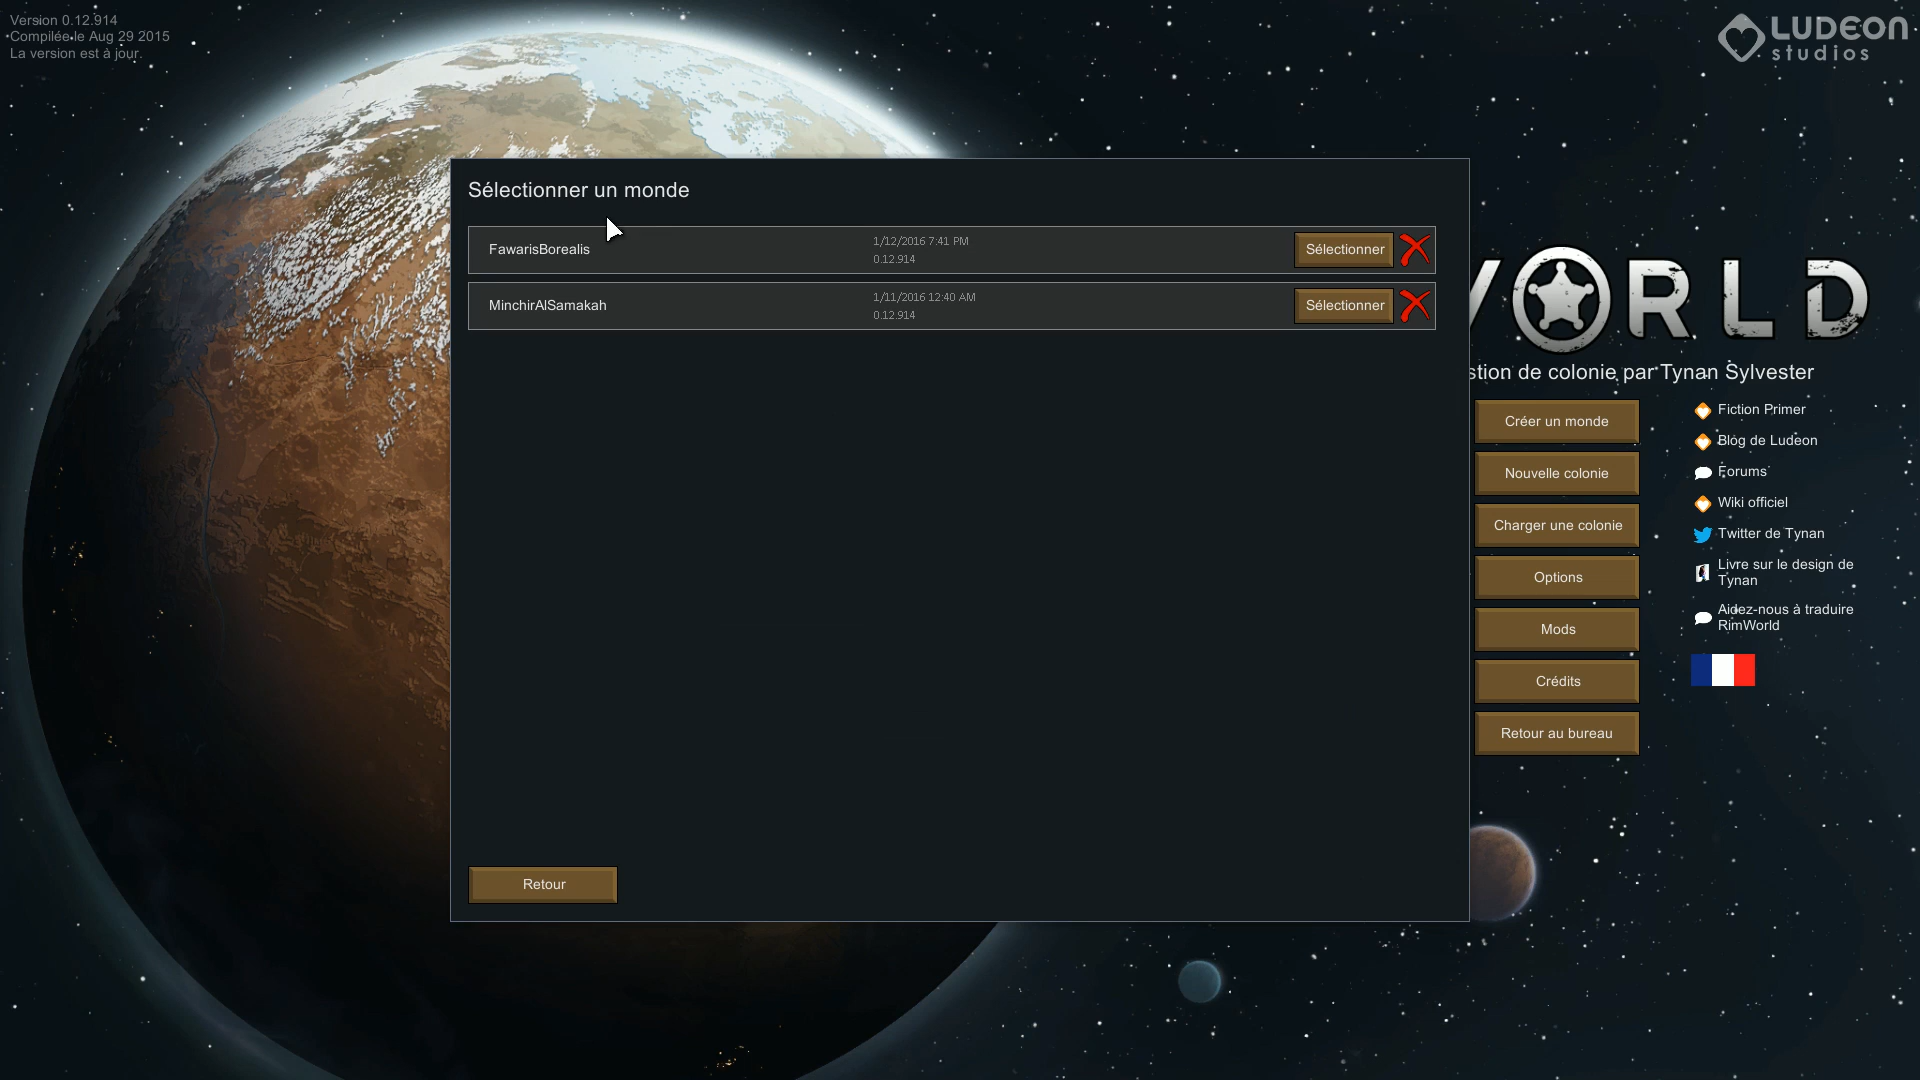 Version 0.12.914
Compilée le Aug 29 2015
La version est à jour.
LUDEON
studios
Sélectionner un monde
FawarisBorealis
1/12/2016 7:41 PM
0.12.914
Sélectionner
MinchirAlSamakah
1/11/2016 12:40 AM
0.12.914
Sélectionner
Retour
WORLD
stion de colonie par Tynan Sylvester
Créer un monde
Nouvelle colonie
Charger une colonie
Options
Mods
Crédits
Retour au bureau
Fiction Primer
Blog de Ludeon
Forums
Wiki officiel
Twitter de Tynan
Livre sur le design de
Tynan
Aidez-nous à traduire
RimWorld